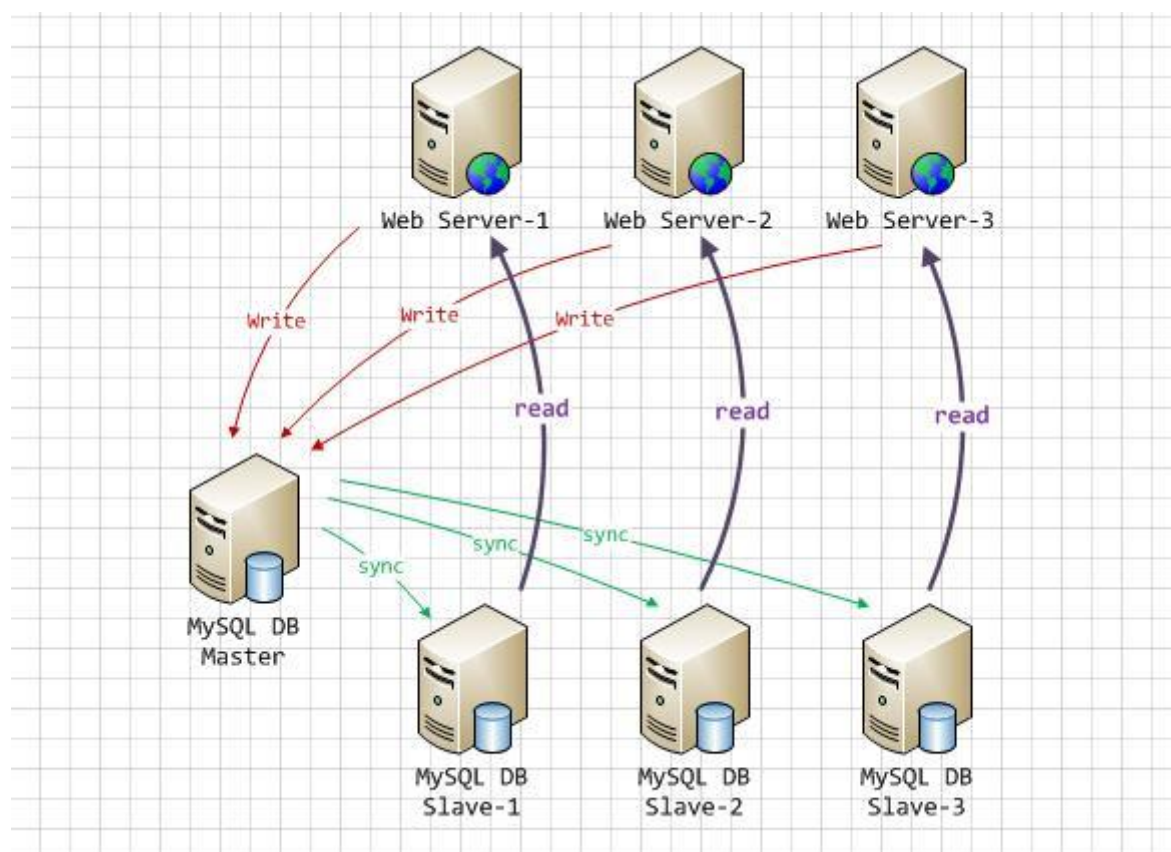 Web Server-1
Web Server-2
Web Server-3
Write
Write
Write
read
read
read
sync
sync
sync
MySQL DB
Master
MySQL DB
Slave-1
MySQL DB
Slave-2
MySQL DB
Slave-3